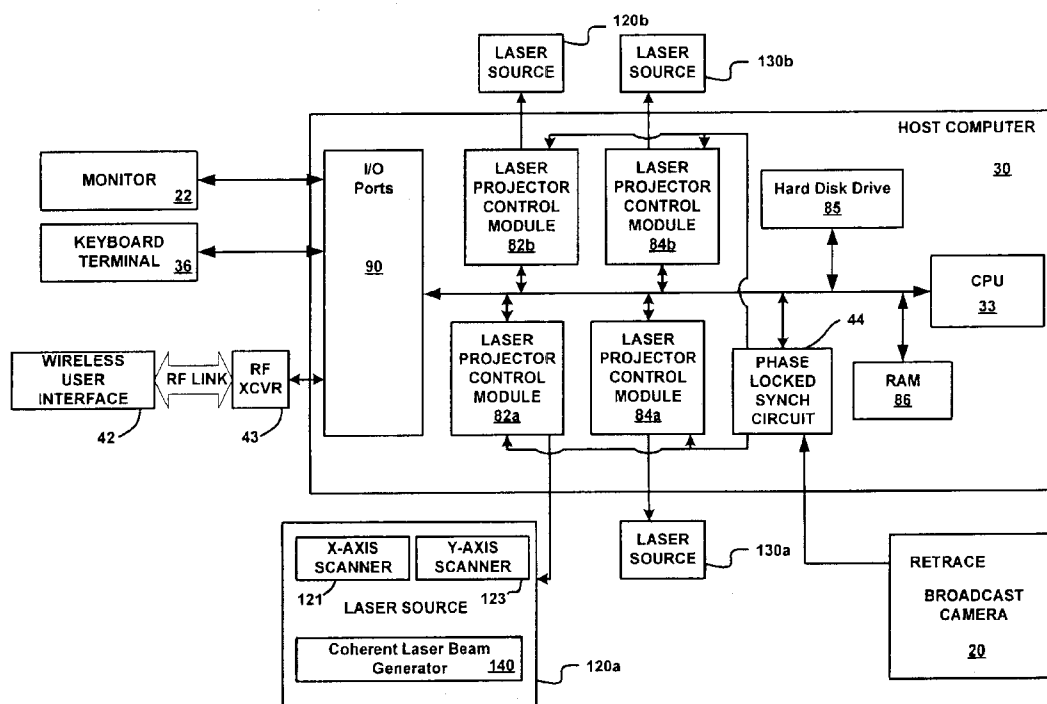 120b
LASER
SOURCE
LASER
SOURCE
130b
HOST COMPUTER
30
MONITOR
22
KEYBOARD
TERMINAL
36
I/O
Ports
90
LASER
PROJECTOR
CONTROL
MODULE
82b
LASER
PROJECTOR
CONTROL
MODULE
84b
Hard Disk Drive
85
CPU
33
44
WIRELESS
USER
INTERFACE
42
RF LINK
RF
XCVR
43
LASER
PROJECTOR
CONTROL
MODULE
82a
LASER
PROJECTOR
CONTROL
MODULE
84a
PHASE
LOCKED
SYNCH
CIRCUIT
RAM
86
X-AXIS
SCANNER
121
Y-AXIS
SCANNER
123
LASER SOURCE
Coherent Laser Beam
Generator
140
120a
LASER
SOURCE
130a
RETRACE
BROADCAST
CAMERA
20